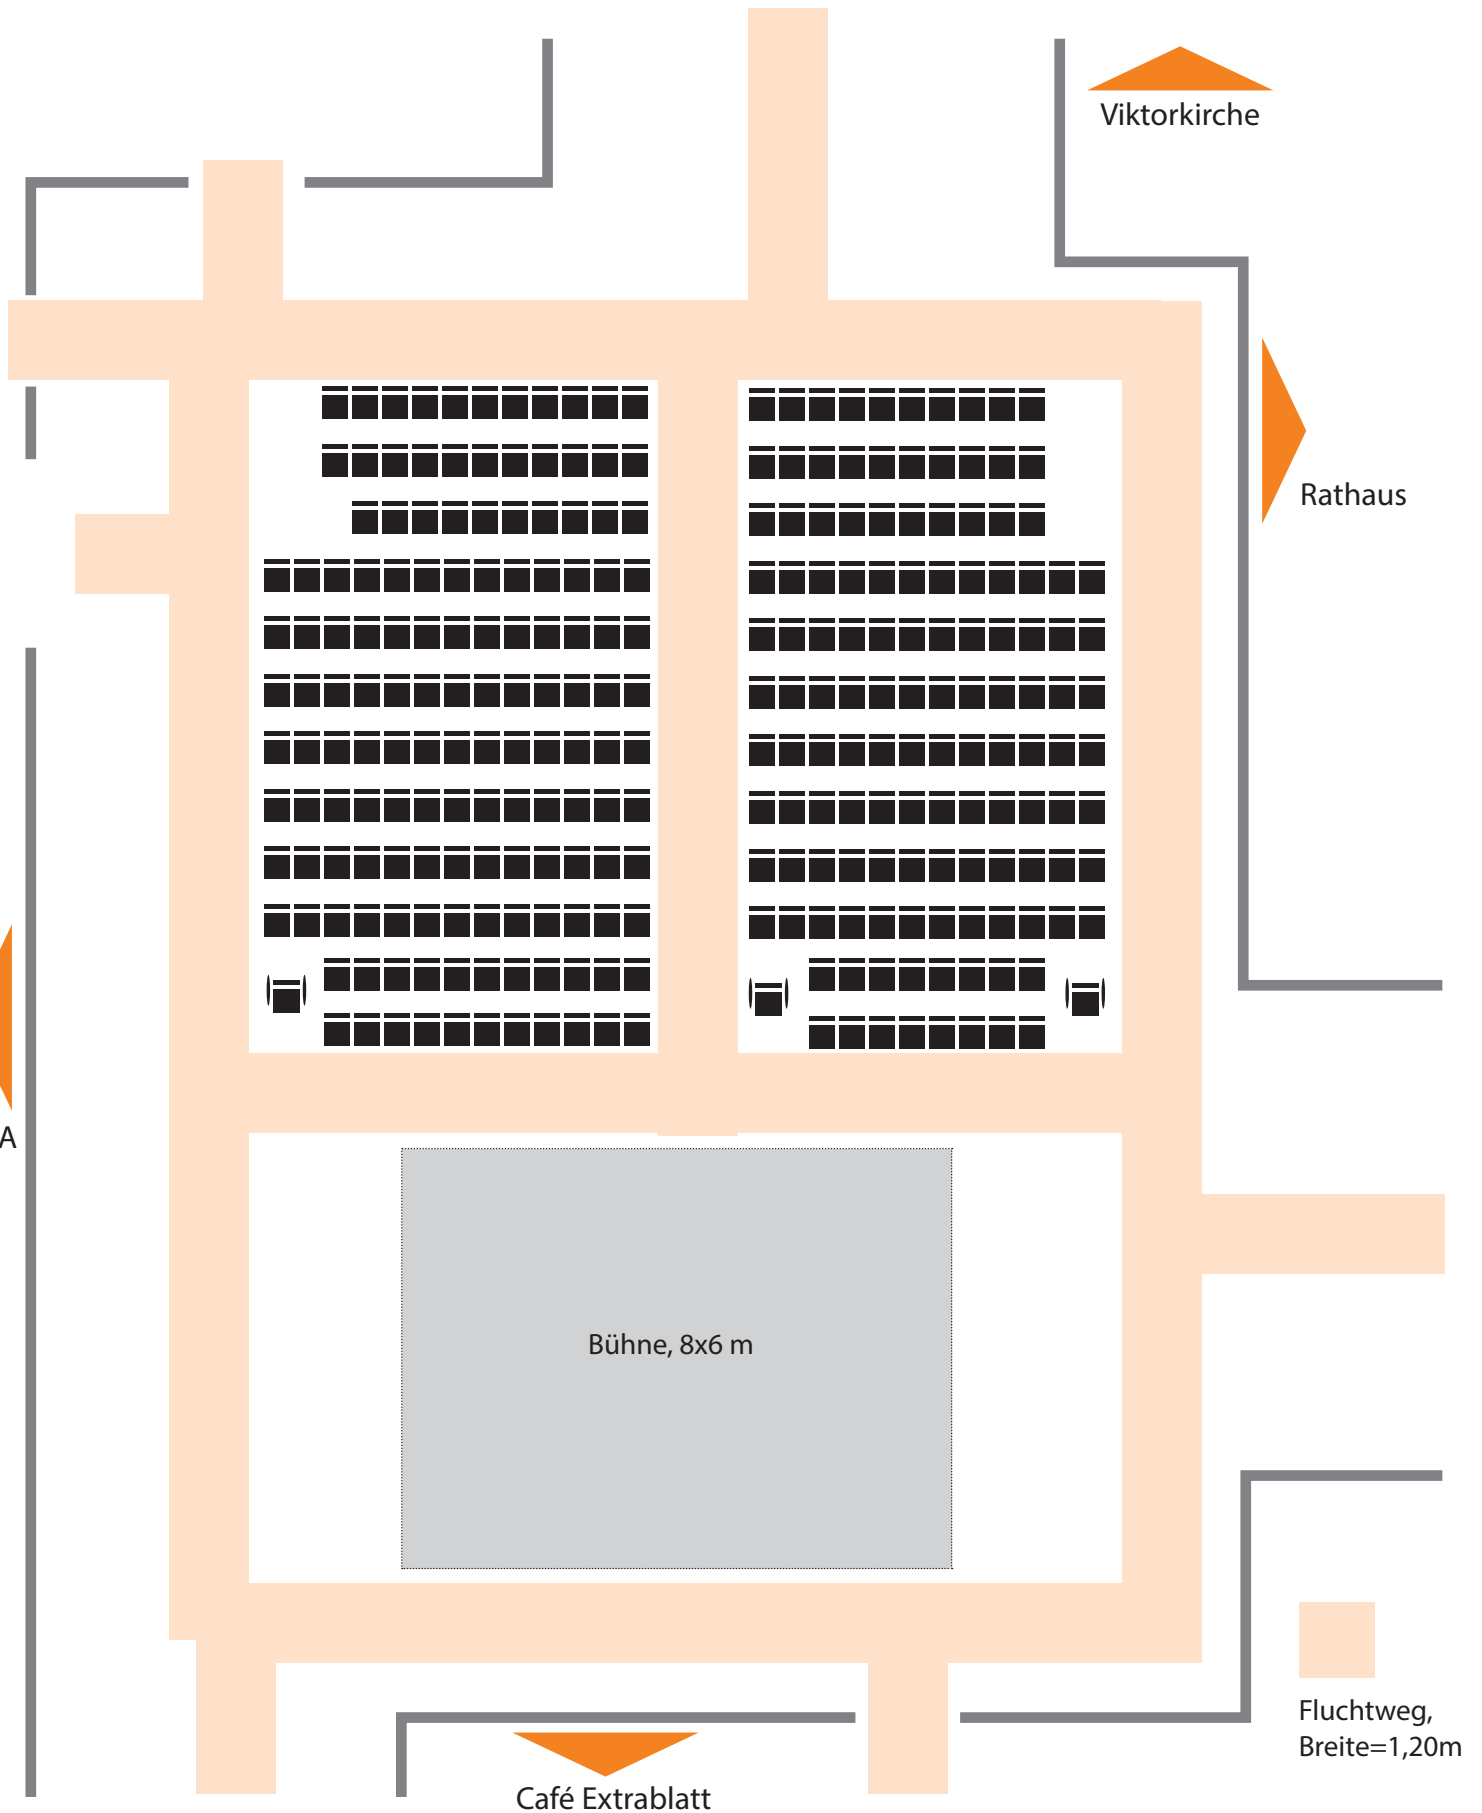 Viktorkirche
Rathaus
A
Bühne, 8x6 m
Fluchtweg,
Breite=1,20m
Café Extrablatt